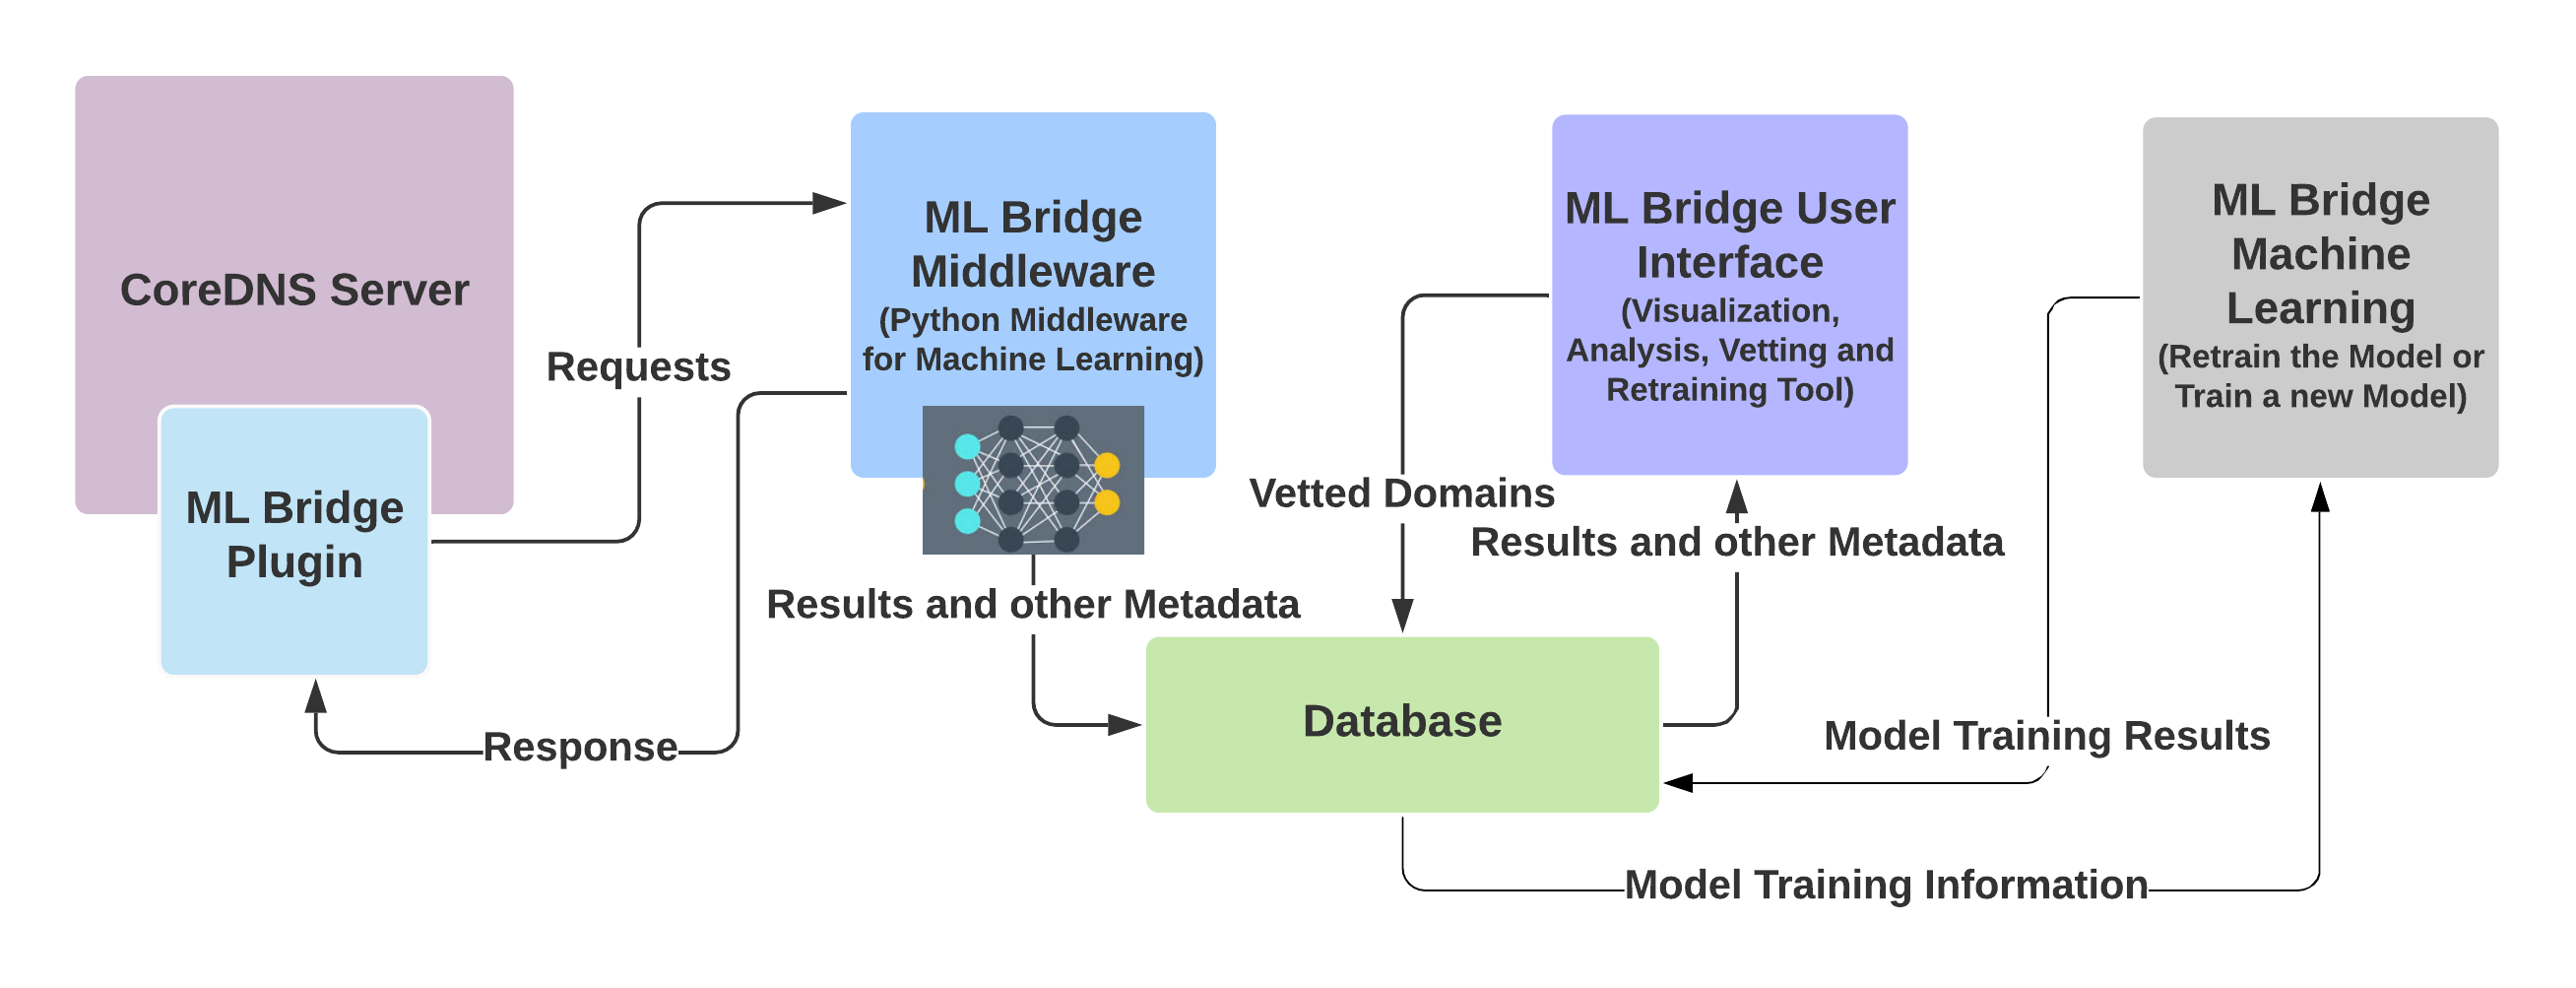 CoreDNS Server
ML Bridge
Plugin
Requests
Response
ML Bridge
Middleware
(Python Middleware
for Machine Learning)
Results and other Metadata
Vetted Domains
ML Bridge User
Interface
(Visualization,
Analysis, Vetting and
Retraining Tool)
Results and other Metadata
Database
ML Bridge
Machine
Learning
(Retrain the Model or
Train a new Model)
Model Training Results
Model Training Information